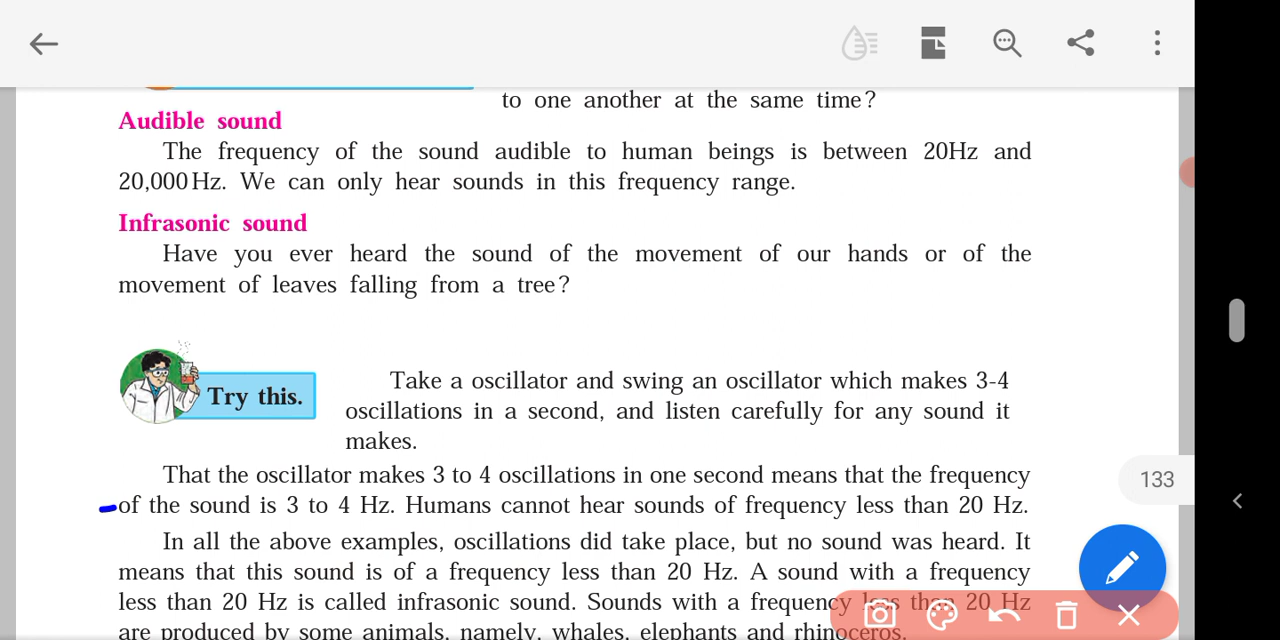 to one another at the same time?
Audible sound
The frequency of the sound audible to human beings is between 20Hz and
20,000 Hz. We can only hear sounds in this frequency range.
Infrasonic sound
Have you ever heard the sound of the movement of our hands or of the
movement of leaves falling from a tree?
Try this.
Take a oscillator and swing an oscillator which makes 3-4
oscillations in a second, and listen carefully for any sound it
makes.
That the oscillator makes 3 to 4 oscillations in one second means that the frequency
133
of the sound is 3 to 4 Hz. Humans cannot hear sounds of frequency less than 20 Hz.
In all the above examples, oscillations did take place, but no sound was heard. It
means that this sound is of a frequency less than 20 Hz. A sound with a frequency
less than 20 Hz is called infrasonic sound. Sounds with a frequency less than 20 Hz
are produced by some animals, namely, whales, elephants and rhinoceros.